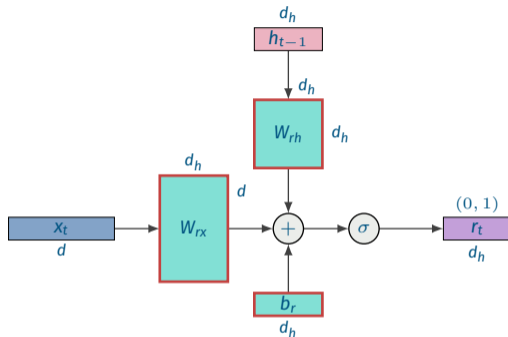 d_h
h_{t−1}
d_h
W_{rh}
d_h
d_h
d
W_{rx}
x_t
d
+
σ
(0, 1)
r_t
d_h
b_r
d_h